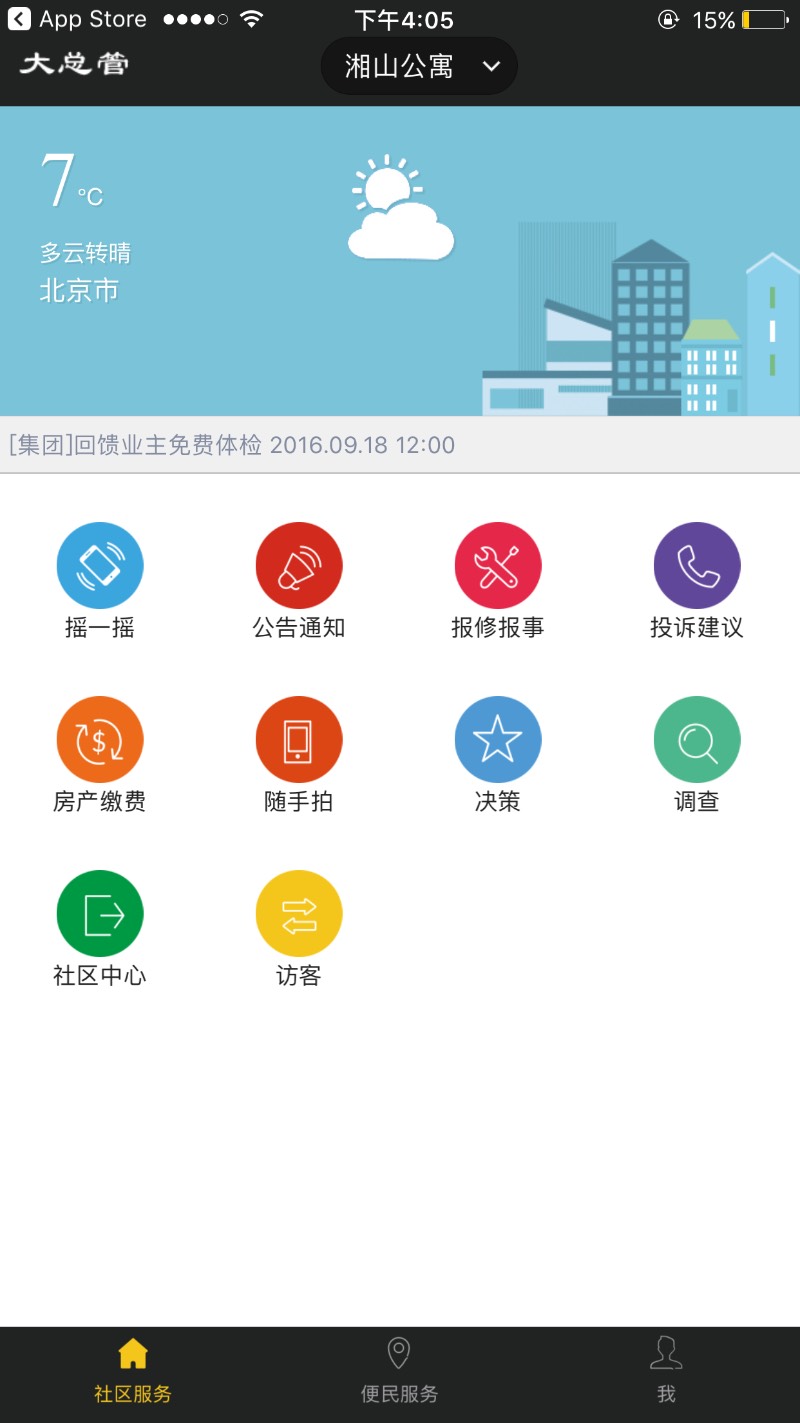 App Store 下午4:05 15%
大总管 湘山公寓
7°C
多云转晴
北京市
[集团]回馈业主免费体检 2016.09.18 12:00
摇一摇 公告通知 报修报事 投诉建议
$
房产缴费 随手拍 决策 调查
社区中心 访客
社区服务 便民服务 我